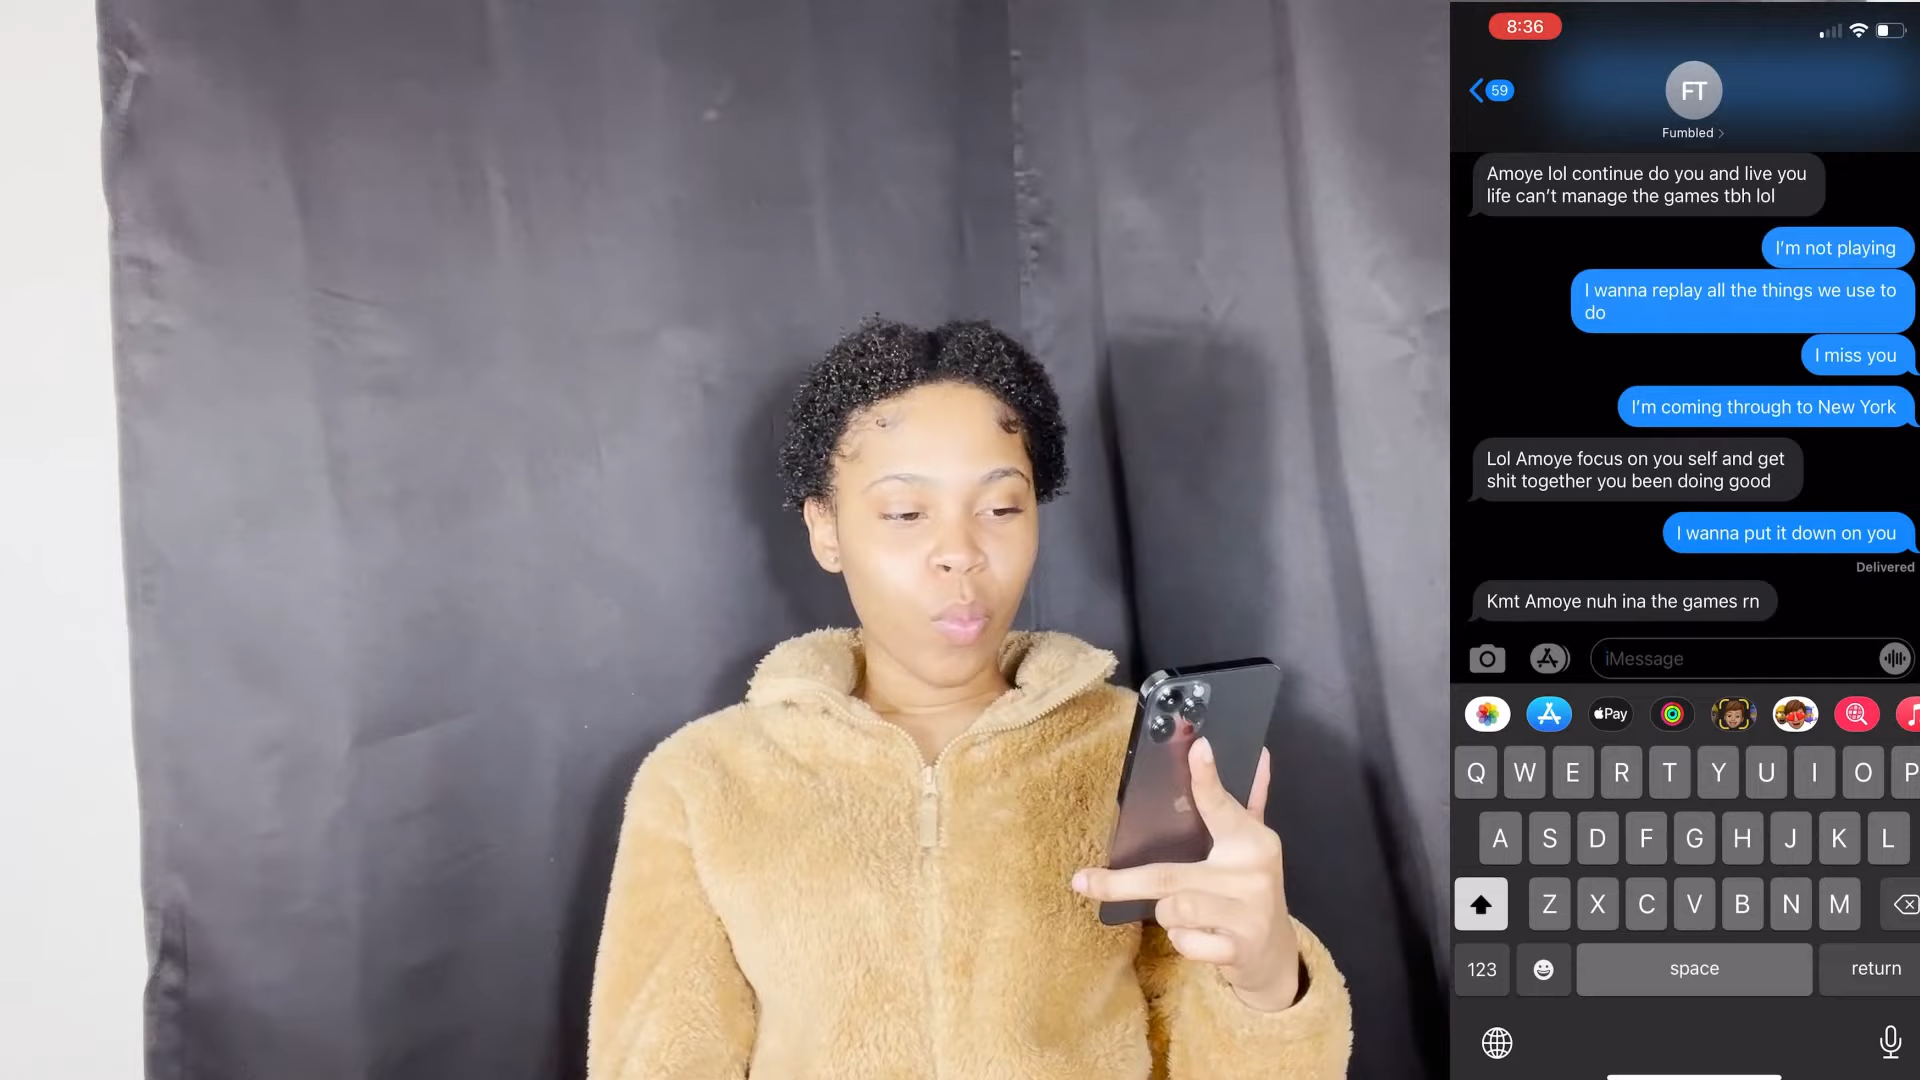 8:36
59
FT
Fumbled
Amoye lol continue do you and live you
life can't manage the games tbh lol
I'm not playing
I wanna replay all the things we use to
do
I miss you
I'm coming through to New York
Lol Amoye focus on you self and get
shit together you been doing good
I wanna put it down on you
Delivered
Kmt Amoye nuh ina the games rn
iMessage
Pay
Q W E R T Y U I O P
A S D F G H J K L
Z X C V B N M
123 space return